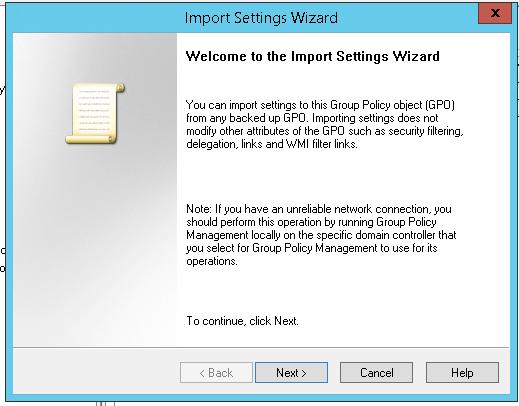 Import Settings Wizard
x
Welcome to the Import Settings Wizard
You can import settings to this Group Policy object (GPO)
from any backed up GPO. Importing settings does not
modify other attributes of the GPO such as security filtering,
delegation, links and WMI filter links.
Note: If you have an unreliable network connection, you
should perform this operation by running Group Policy
Management locally on the specific domain controller that
you select for Group Policy Management to use for its
operations.
To continue, click Next.
< Back
Next >
Cancel
Help